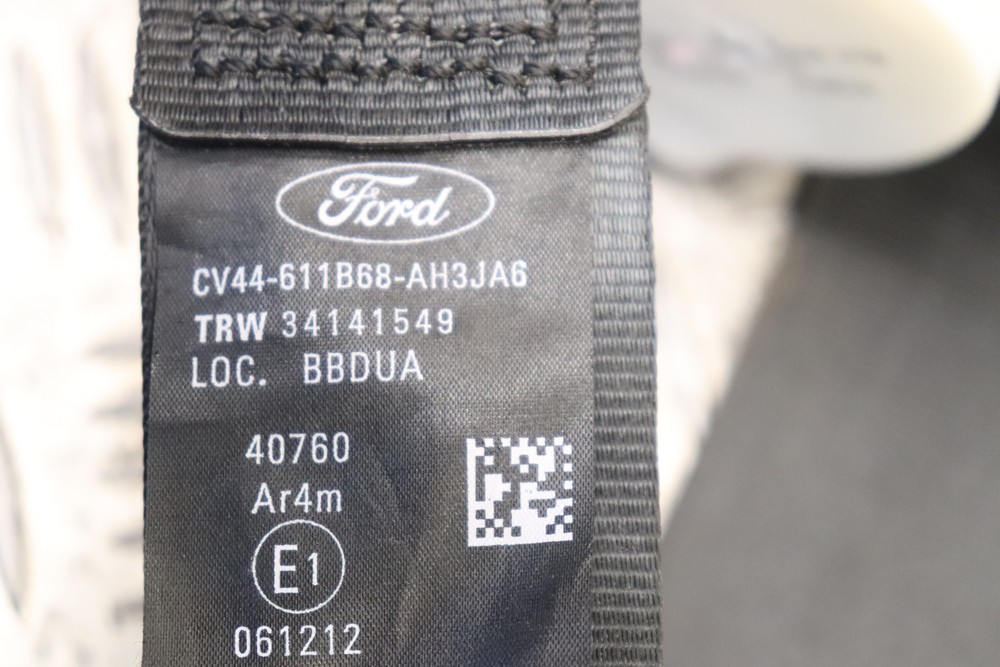 Ford
CV44-611B68-AH3JA6
TRW 34141549
LOC. BBDUA
40760
Ar4m
E1
061212